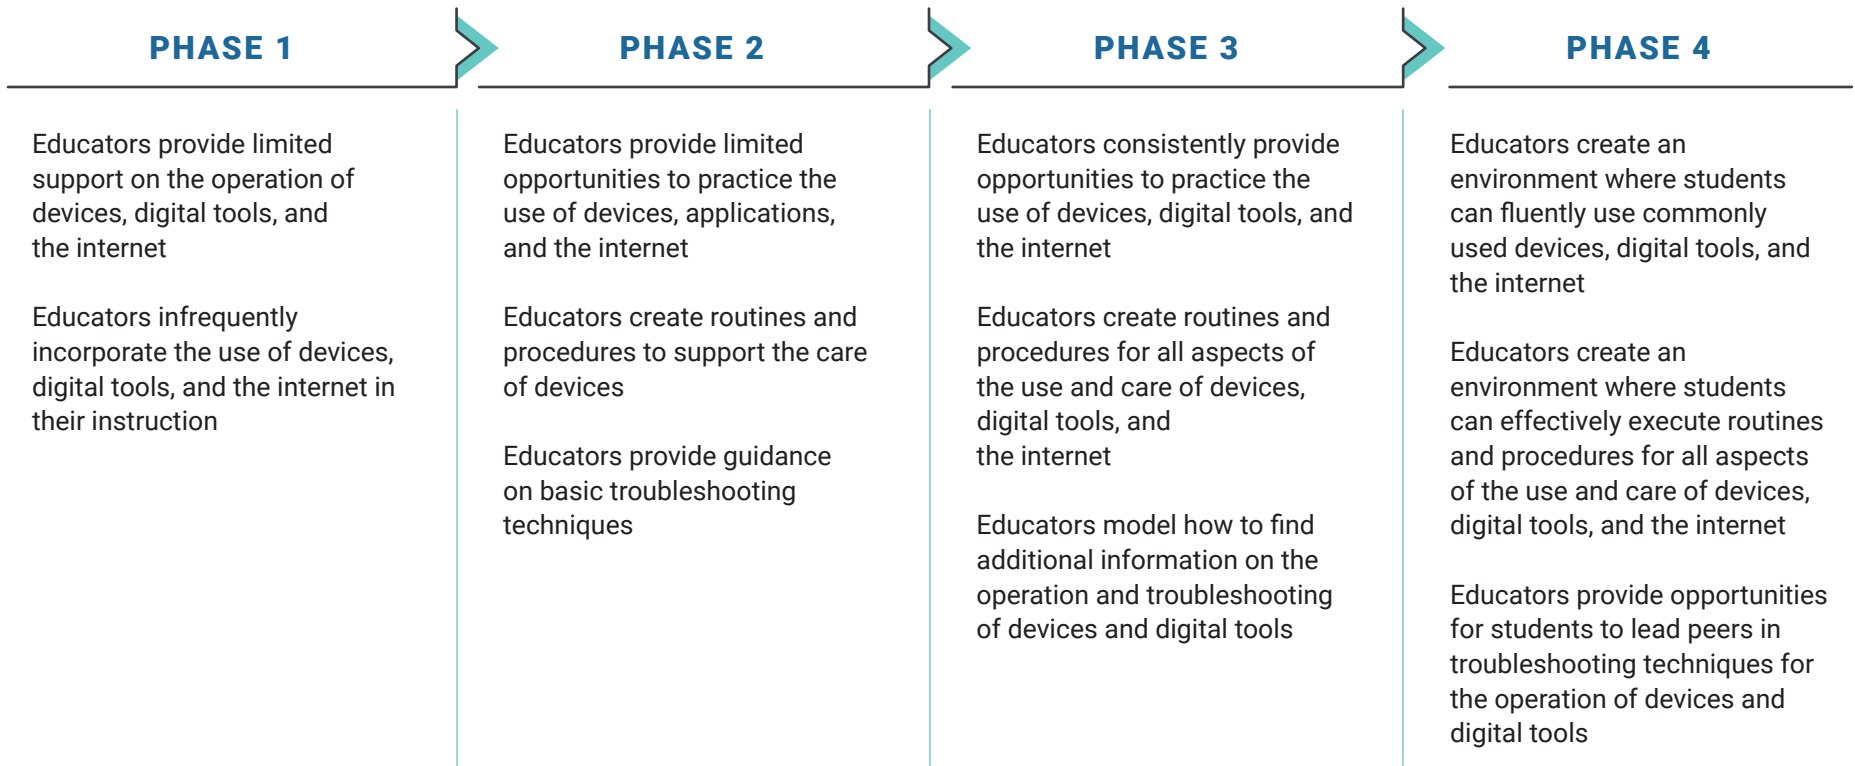 PHASE 1
Educators provide limited
support on the operation of
devices, digital tools, and
the internet
Educators infrequently
incorporate the use of devices,
digital tools, and the internet in
their instruction
PHASE 2
Educators provide limited
opportunities to practice the
use of devices, applications,
and the internet
Educators create routines and
procedures to support the care
of devices
Educators provide guidance
on basic troubleshooting
techniques
PHASE 3
Educators consistently provide
opportunities to practice the
use of devices, digital tools, and
the internet
Educators create routines and
procedures for all aspects of
the use and care of devices,
digital tools, and
the internet
Educators model how to find
additional information on the
operation and troubleshooting
of devices and digital tools
PHASE 4
Educators create an
environment where students
can fluently use commonly
used devices, digital tools, and
the internet
Educators create an
environment where students
can effectively execute routines
and procedures for all aspects
of the use and care of devices,
digital tools, and the internet
Educators provide opportunities
for students to lead peers in
troubleshooting techniques for
the operation of devices and
digital tools